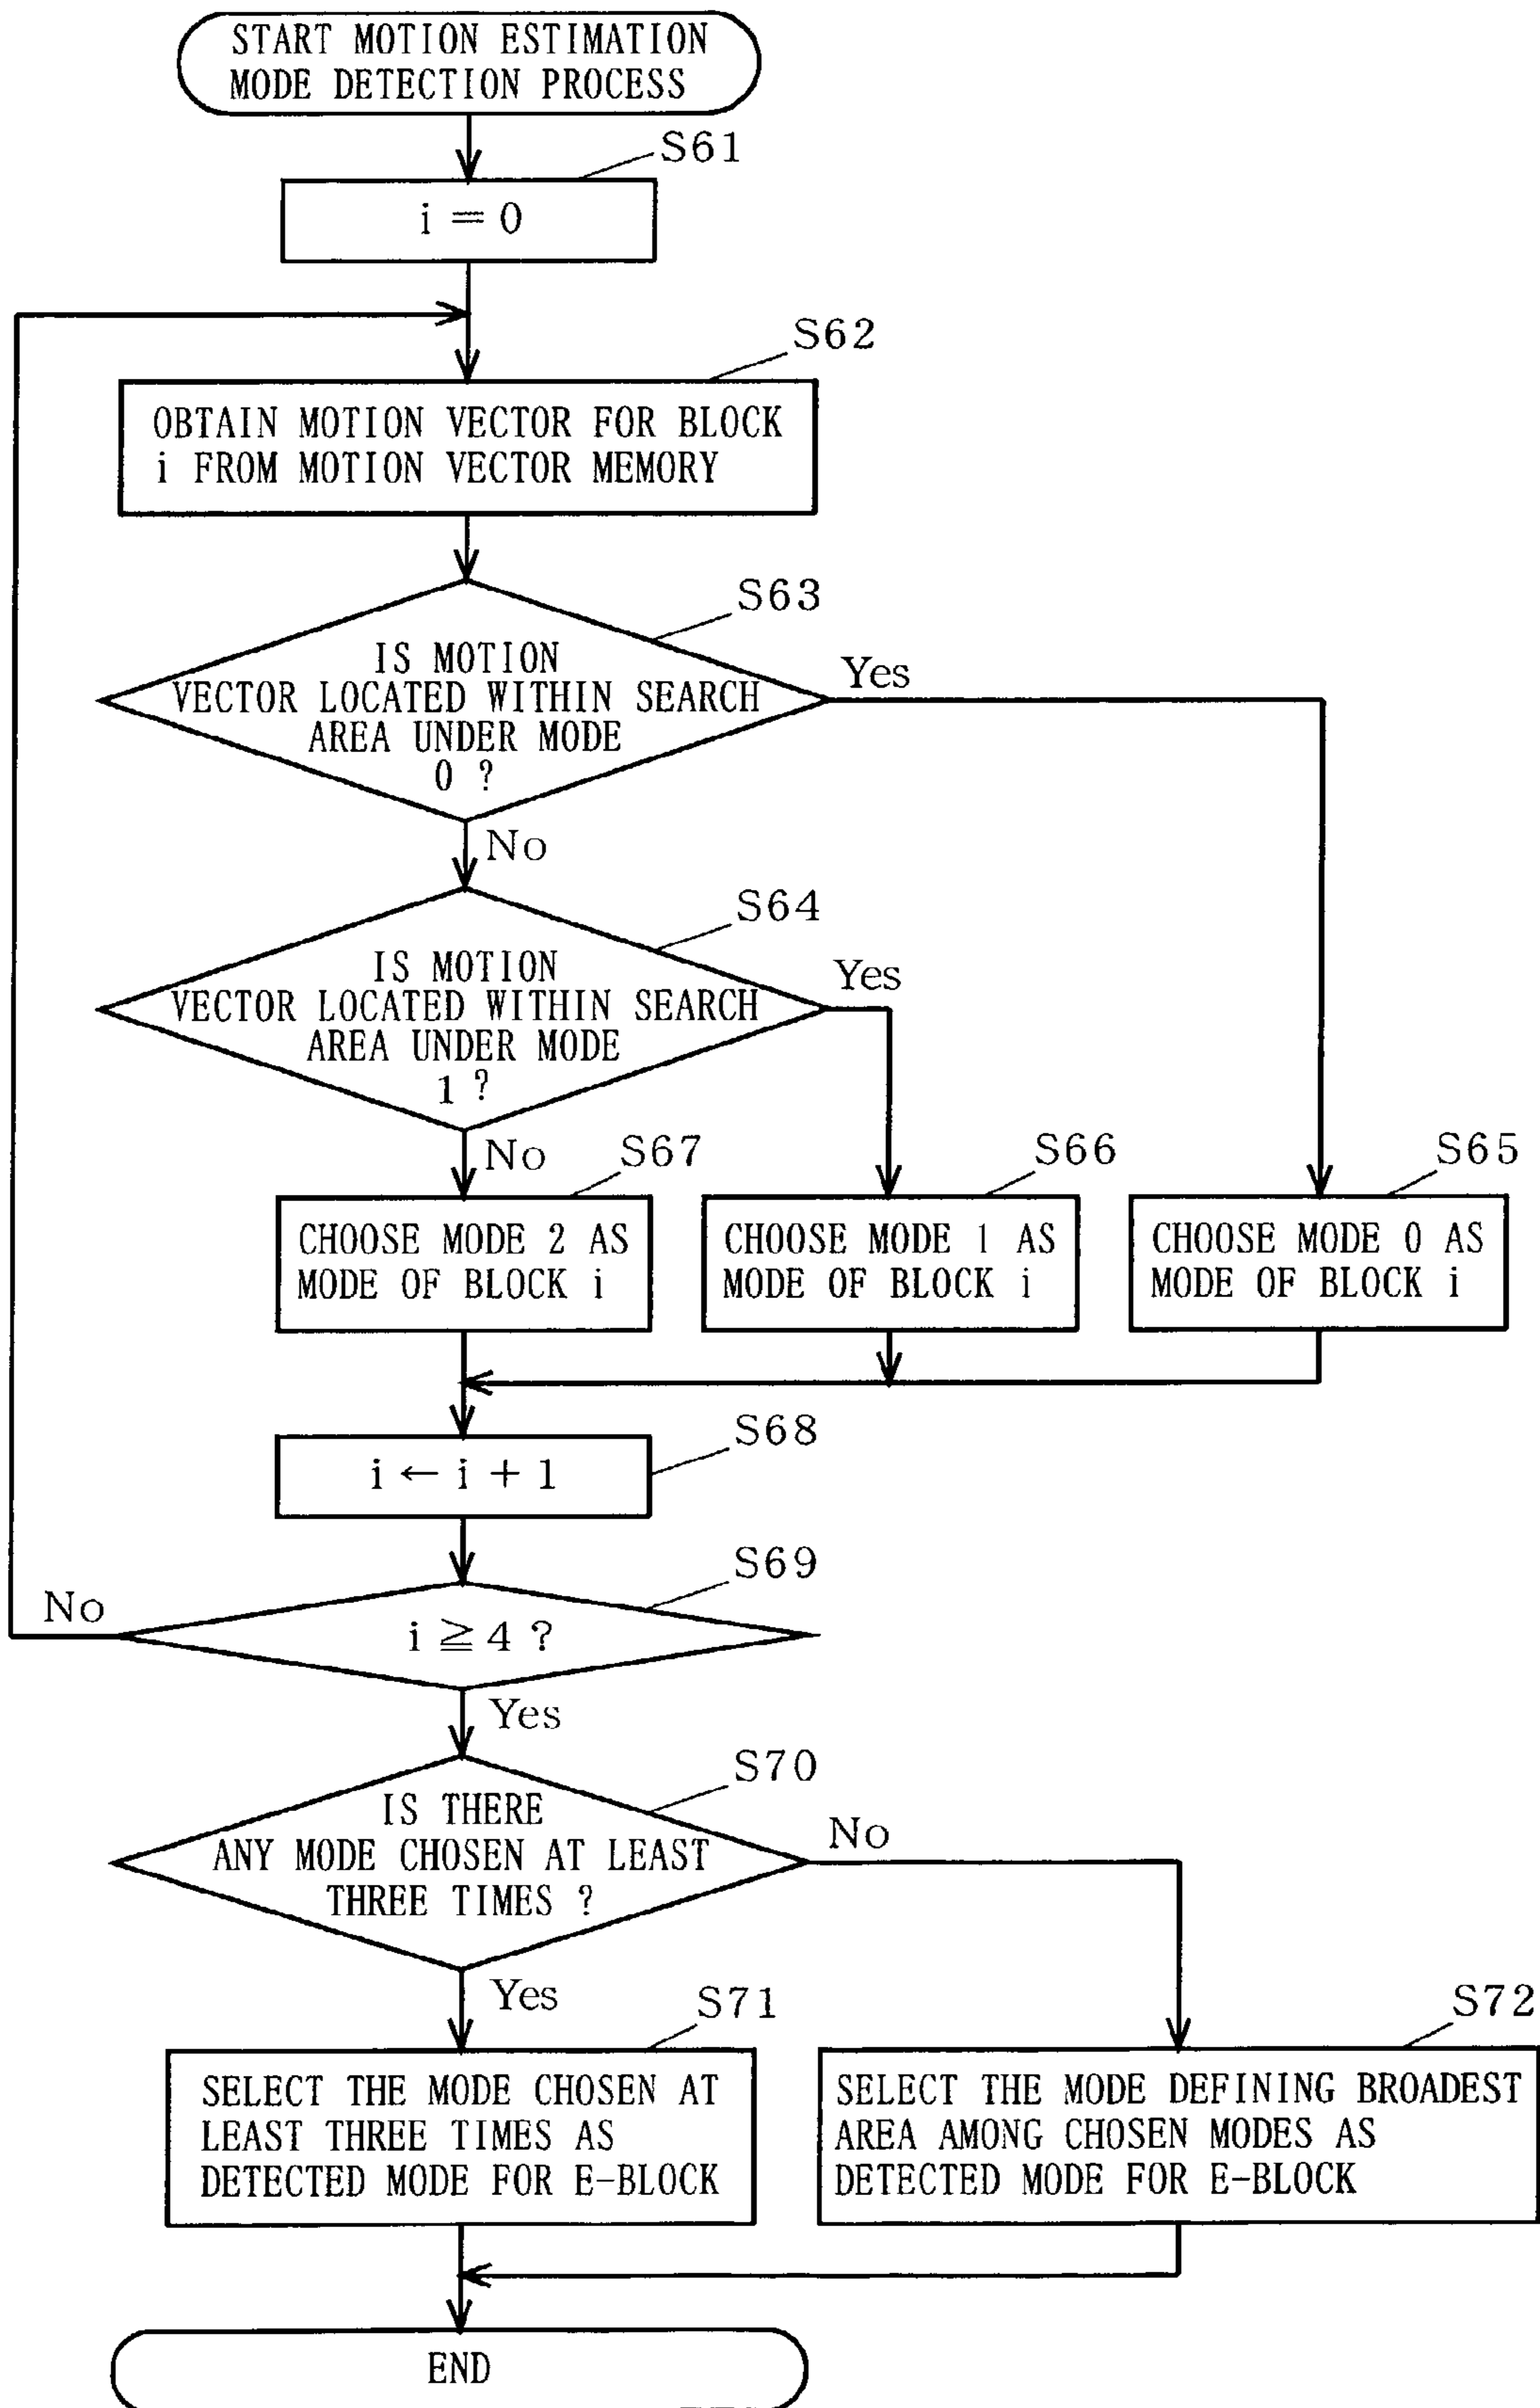 START MOTION ESTIMATION
MODE DETECTION PROCESS
S61
i = 0
S62
OBTAIN MOTION VECTOR FOR BLOCK
i FROM MOTION VECTOR MEMORY
S63
IS MOTION
VECTOR LOCATED WITHIN SEARCH
AREA UNDER MODE
0 ?
Yes
No
S64
IS MOTION
VECTOR LOCATED WITHIN SEARCH
AREA UNDER MODE
1 ?
Yes
No
S67
S66
S65
CHOOSE MODE 2 AS
MODE OF BLOCK i
CHOOSE MODE 1 AS
MODE OF BLOCK i
CHOOSE MODE 0 AS
MODE OF BLOCK i
S68
i ← i + 1
S69
No
i ≧ 4 ?
Yes
S70
IS THERE
ANY MODE CHOSEN AT LEAST
THREE TIMES ?
No
Yes
S71
S72
SELECT THE MODE CHOSEN AT
LEAST THREE TIMES AS
DETECTED MODE FOR E-BLOCK
SELECT THE MODE DEFINING BROADEST
AREA AMONG CHOSEN MODES AS
DETECTED MODE FOR E-BLOCK
END